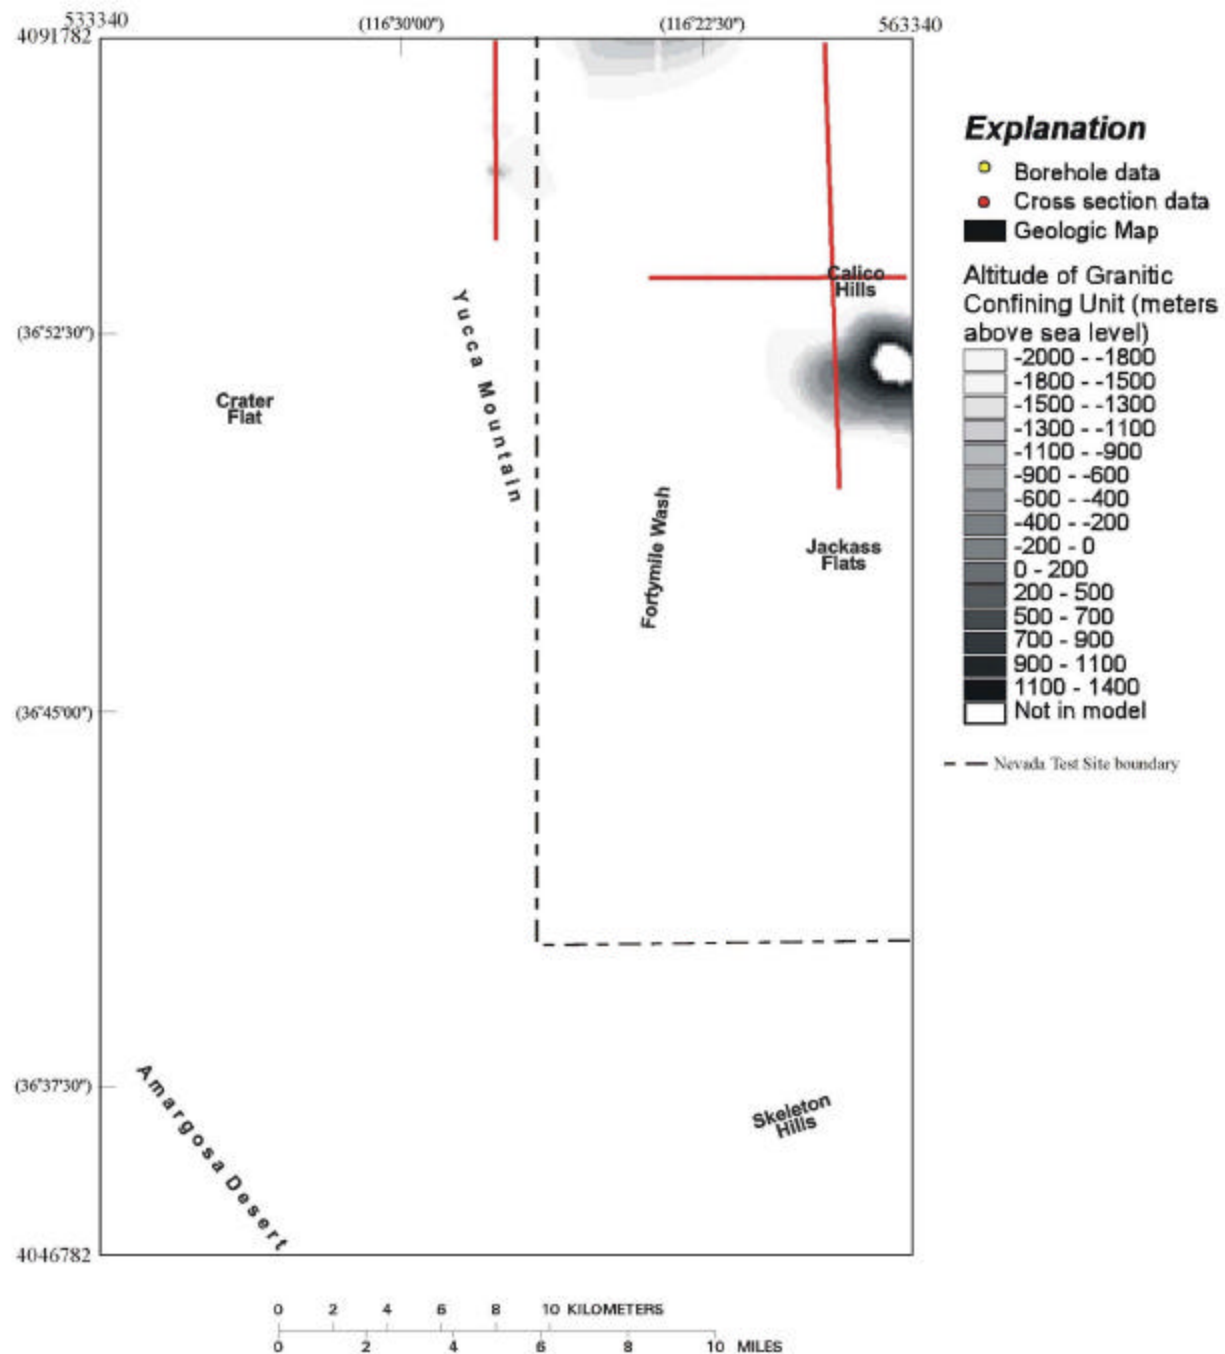 533340
(116°30'00")
(116°22'30")
563340
4091782
Explanation
Borehole data
Cross section data
Geologic Map
Altitude of Granitic
Confining Unit (meters
above sea level)
-2000 - -1800
-1800 - -1500
-1500 - -1300
-1300 - -1100
-1100 - -900
-900 - -600
-600 - -400
-400 - -200
-200 - 0
0 - 200
200 - 500
500 - 700
700 - 900
900 - 1100
1100 - 1400
Not in model
Nevada Test Site boundary
Calico
Hills
Yucca Mountain
(36°52'30")
Crater
Flat
Fortymile Wash
Jackass
Flats
(36°45'00")
(36°37'30")
Amargosa Desert
Skeleton
Hills
4046782
0 2 4 6 8 10 KILOMETERS
0 2 4 6 8 10 MILES